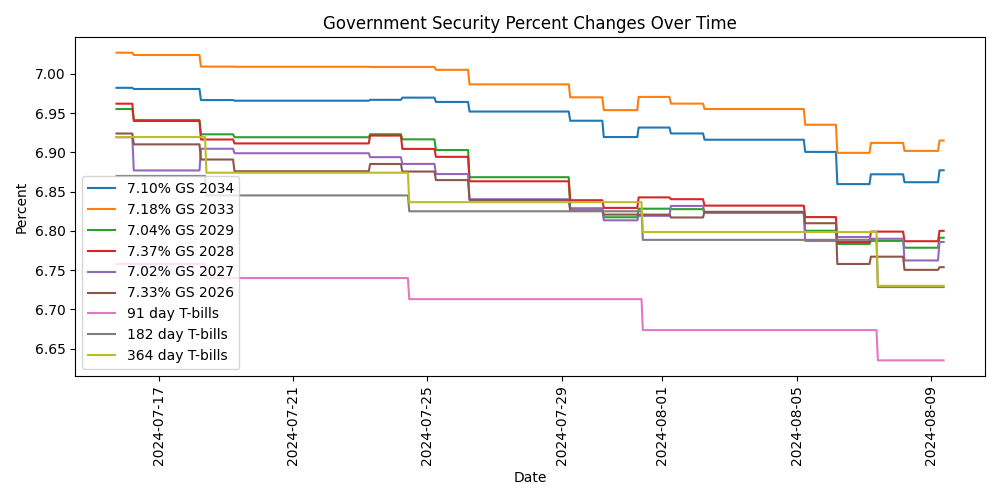 Government Security Percent Changes Over Time
Percent
7.00
6.95
6.90
6.85
6.80
6.75
6.70
6.65
7.10% GS 2034
7.18% GS 2033
7.04% GS 2029
7.37% GS 2028
7.02% GS 2027
7.33% GS 2026
91 day T-bills
182 day T-bills
364 day T-bills
2024-07-17
2024-07-21
2024-07-25
2024-07-29
2024-08-01
2024-08-05
2024-08-09
Date